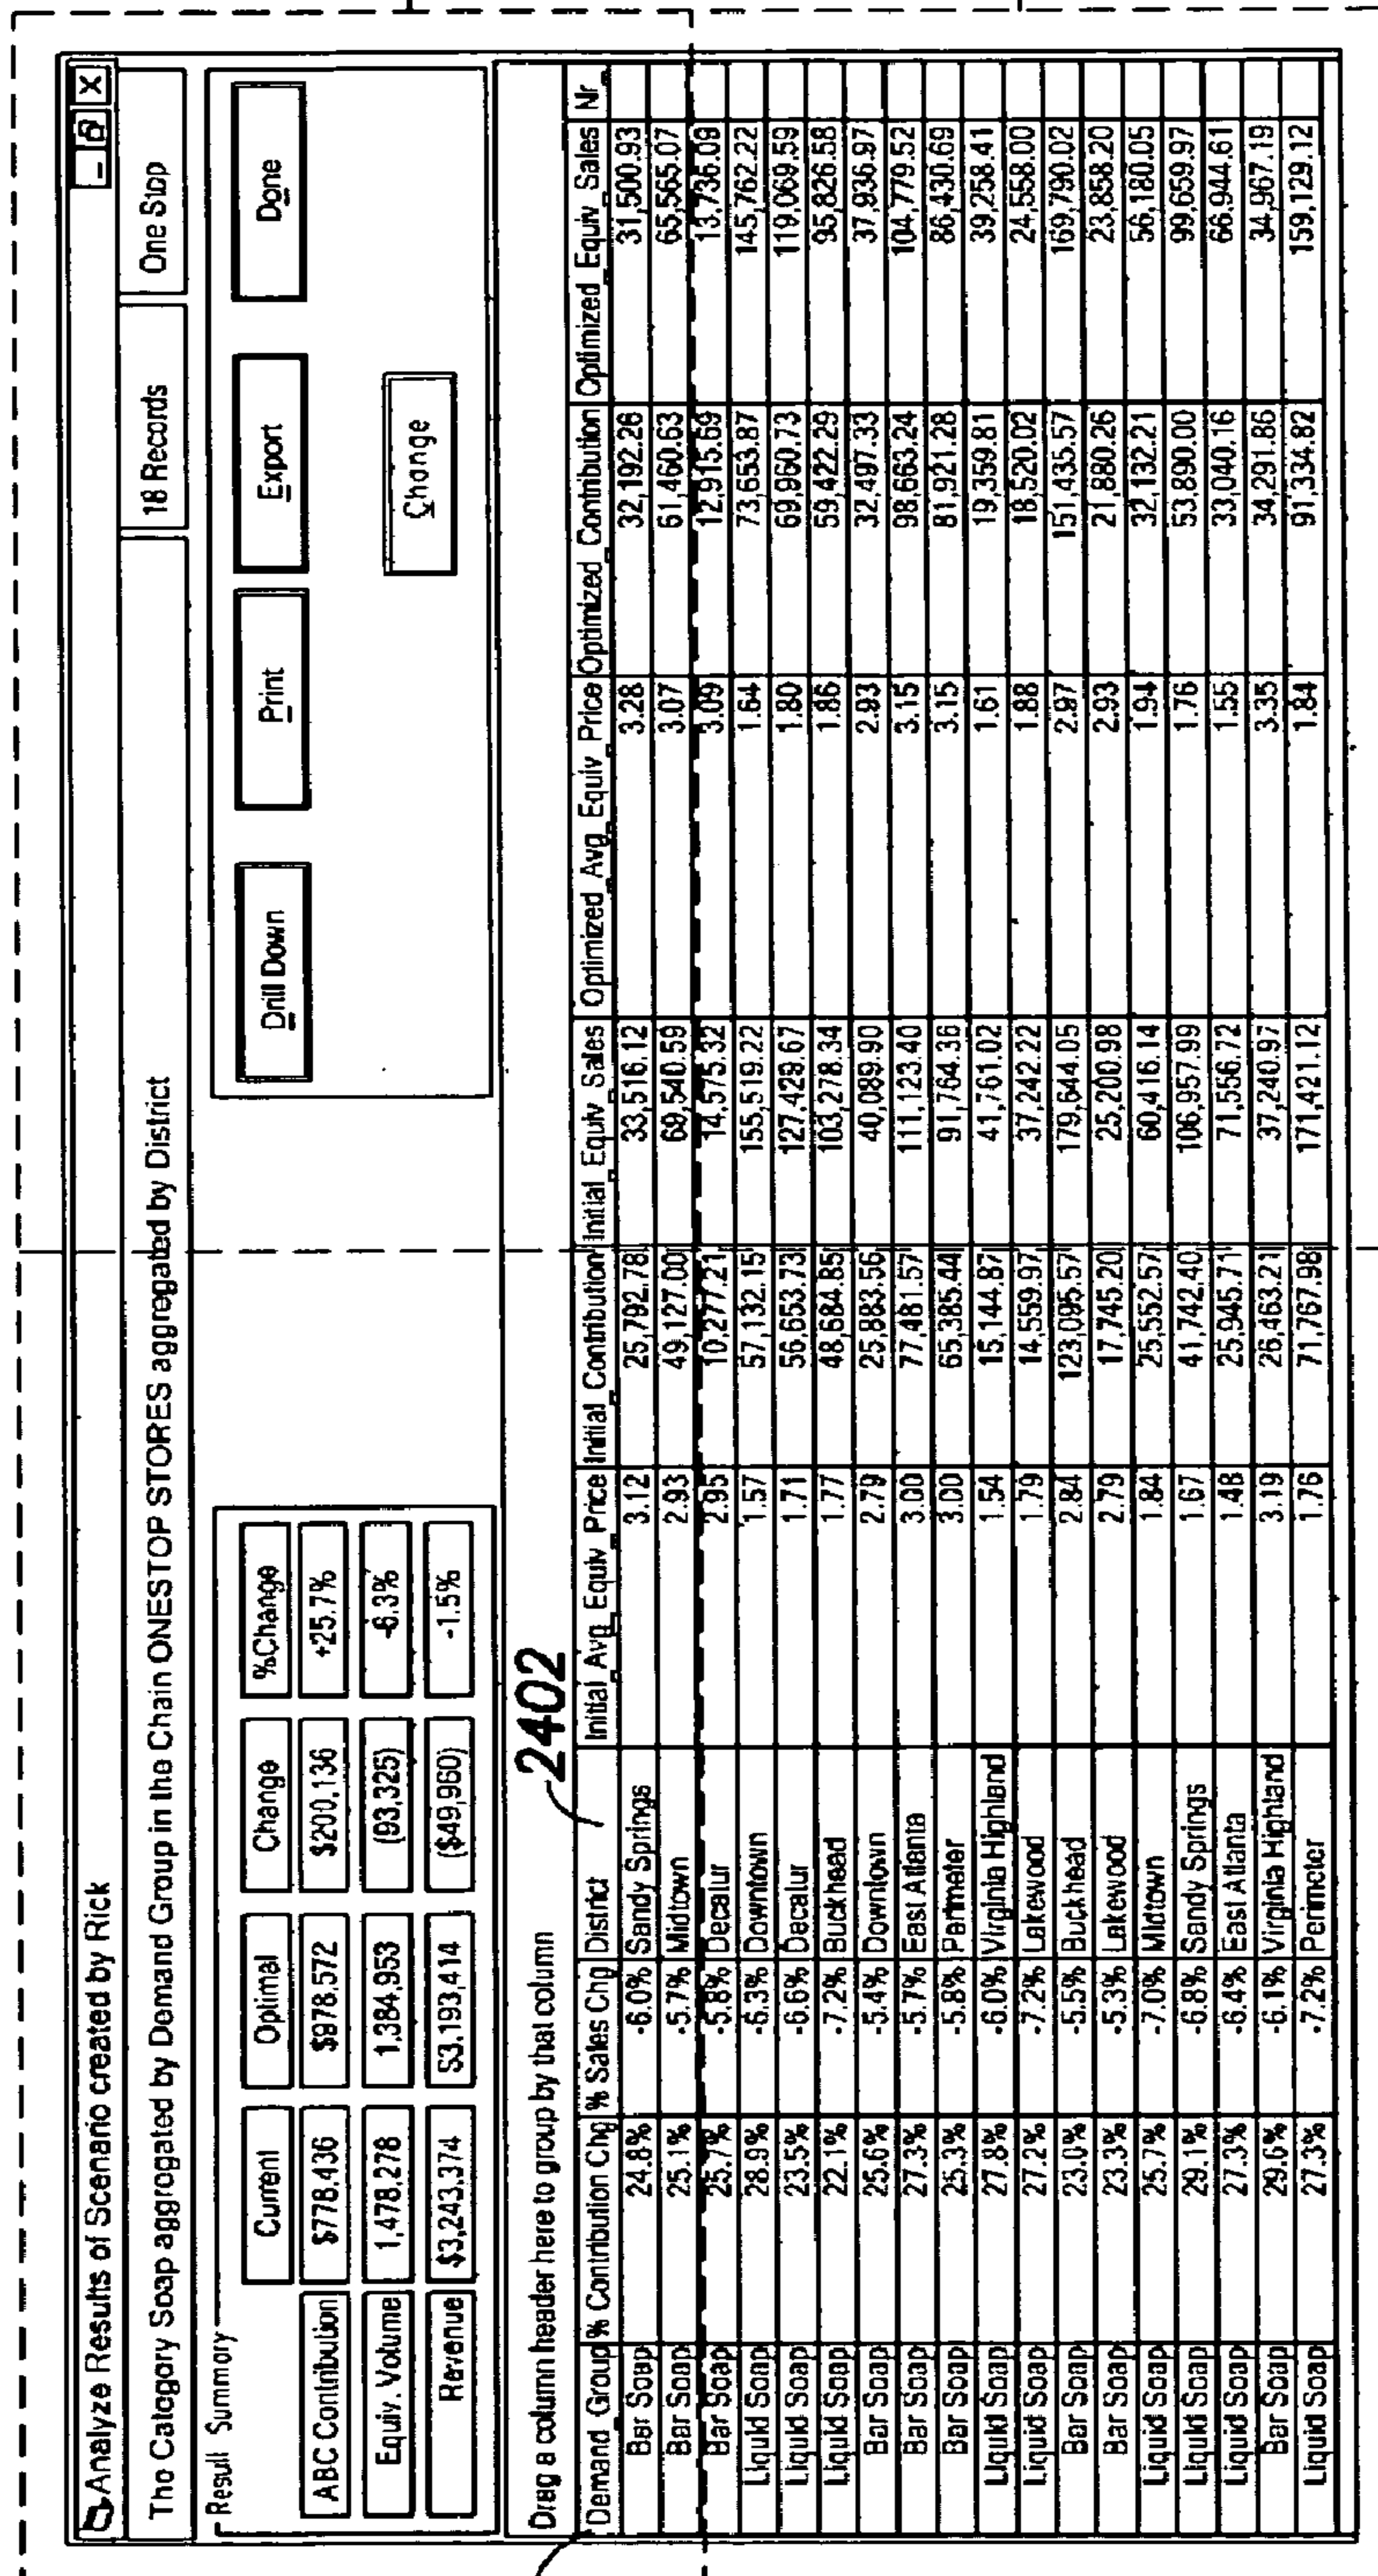 Analyze Results of Scenario created by Rick
The Category Soap aggregated by Demand Group in the Chain ONESTOP STORES aggregated by District 18 Records One Stop
Result Summary
Current Optimal Change %Change
ABC Contribution $778,436 $978,572 $200,136 +25.7%
Equiv. Volume 1,478,278 1,384,953 (93,325) -6.3%
Revenue $3,243,374 $3,193,414 ($49,960) -1.5%
Drill Down Print Export Done
Change
Drag a column header here to group by that column
2402
Demand Group % Contribution Chg % Sales Chg District Initial_Avg_Equiv_Price Initial_Contribution Initial_Equiv_Sales Optimized_Avg_Equiv_Price Optimized_Contribution Optimized_Equiv_Sales Nr_
Bar Soap 24.8% -6.0% Sandy Springs 3.12 25,792.78 33,516.12 3.28 32,192.26 31,500.93
Bar Soap 25.1% -5.7% Midtown 2.93 49,127.00 69,540.59 3.07 61,460.63 65,565.07
Bar Soap 25.7% -5.8% Decatur 2.95 10,277.21 14,575.32 3.09 12,915.69 13,736.09
Liquid Soap 28.9% -6.3% Downtown 1.57 57,132.15 155,519.22 1.64 73,653.87 145,762.22
Liquid Soap 23.5% -6.6% Decatur 1.71 56,653.73 127,429.67 1.80 69,960.73 119,069.59
Liquid Soap 22.1% -7.2% Buckhead 1.77 48,684.85 103,278.34 1.86 59,422.29 95,826.58
Bar Soap 25.6% -5.4% Downtown 2.79 25,883.56 40,089.90 2.93 32,497.33 37,936.97
Bar Soap 27.3% -5.7% East Atlanta 3.00 77,481.57 111,123.40 3.15 98,663.24 104,779.52
Bar Soap 25.3% -5.8% Perimeter 3.00 65,385.44 91,764.36 3.15 81,921.28 86,430.69
Liquid Soap 27.8% -6.0% Virginia Highland 1.54 15,144.87 41,761.02 1.61 19,359.81 39,258.41
Liquid Soap 27.2% -7.2% Lakewood 1.79 14,559.97 37,242.22 1.88 18,520.02 24,558.00
Bar Soap 23.0% -5.5% Buckhead 2.84 123,095.57 179,644.05 2.97 151,435.57 169,790.02
Bar Soap 23.3% -5.3% Lakewood 2.79 17,745.20 25,200.98 2.93 21,880.26 23,858.20
Liquid Soap 25.7% -7.0% Midtown 1.84 25,552.57 60,416.14 1.94 32,132.21 56,180.05
Liquid Soap 29.1% -6.8% Sandy Springs 1.67 41,742.40 106,957.99 1.76 53,890.00 99,659.97
Liquid Soap 27.3% -6.4% East Atlanta 1.48 25,945.71 71,556.72 1.55 33,040.16 66,944.61
Bar Soap 29.6% -6.1% Virginia Highland 3.19 26,463.21 37,240.97 3.35 34,291.86 34,967.19
Liquid Soap 27.3% -7.2% Perimeter 1.76 71,767.98 171,421.12 1.84 91,334.82 159,129.12